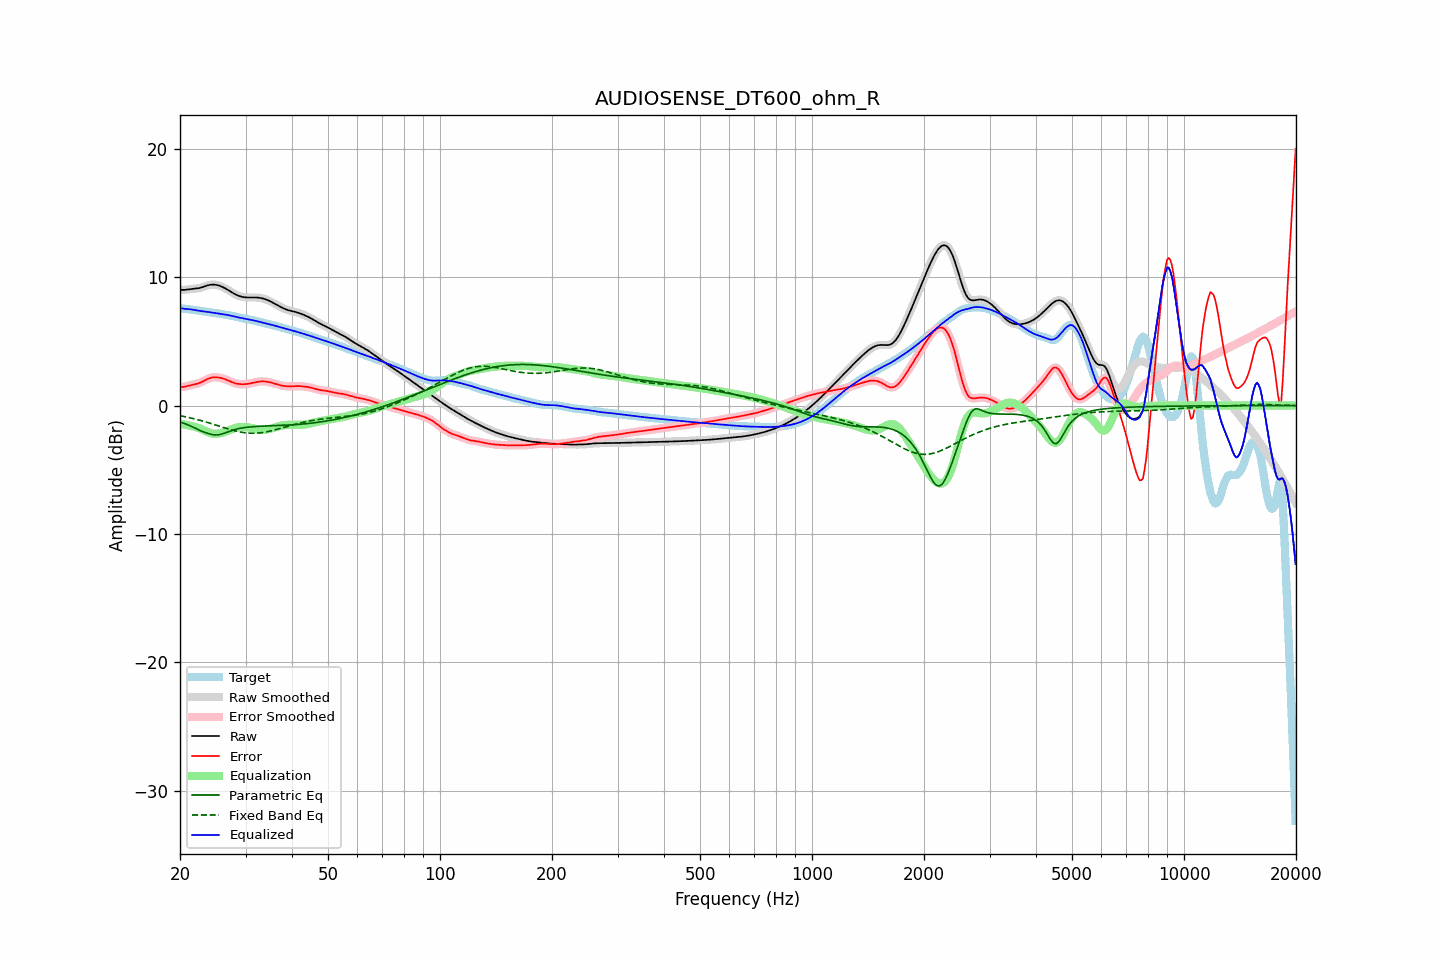 AUDIOSENSE_DT600_ohm_R
Amplitude (dBr)
20
10
0
−10
−20
−30
Target
Raw Smoothed
Error Smoothed
Raw
Error
Equalization
Parametric Eq
Fixed Band Eq
Equalized
20 50 100 200 500 1000 2000 5000 10000 20000
Frequency (Hz)